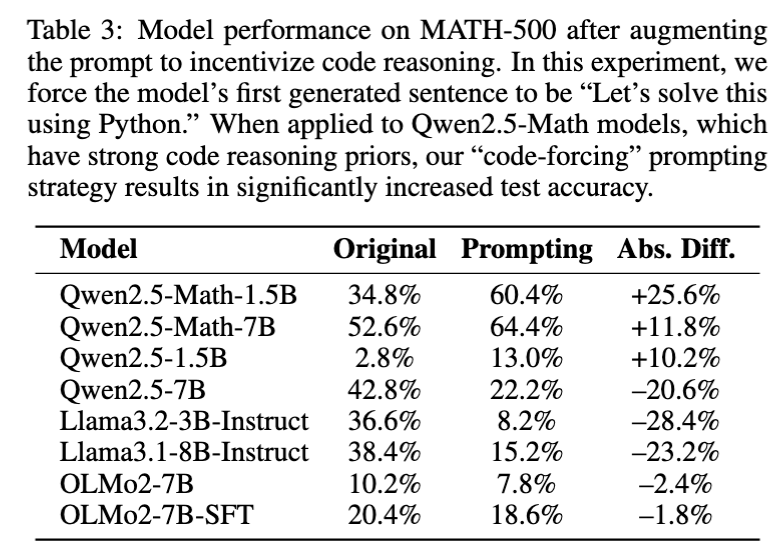 Table 3: Model performance on MATH-500 after augmenting
the prompt to incentivize code reasoning. In this experiment, we
force the model’s first generated sentence to be “Let’s solve this
using Python.” When applied to Qwen2.5-Math models, which
have strong code reasoning priors, our “code-forcing” prompting
strategy results in significantly increased test accuracy.
Model Original Prompting Abs. Diff.
Qwen2.5-Math-1.5B 34.8% 60.4% +25.6%
Qwen2.5-Math-7B 52.6% 64.4% +11.8%
Qwen2.5-1.5B 2.8% 13.0% +10.2%
Qwen2.5-7B 42.8% 22.2% –20.6%
Llama3.2-3B-Instruct 36.6% 8.2% –28.4%
Llama3.1-8B-Instruct 38.4% 15.2% –23.2%
OLMo2-7B 10.2% 7.8% –2.4%
OLMo2-7B-SFT 20.4% 18.6% –1.8%